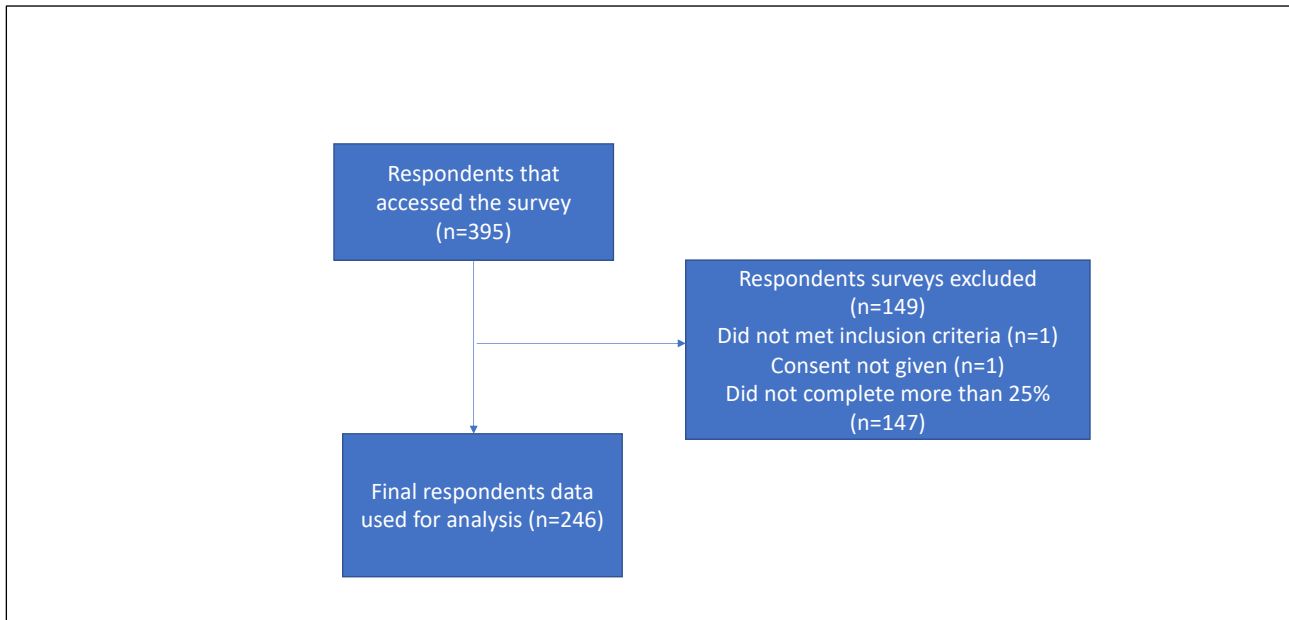 Respondents that
accessed the survey
(n=395)
Respondents surveys excluded
(n=149)
Did not met inclusion criteria (n=1)
Consent not given (n=1)
Did not complete more than 25%
(n=147)
Final respondents data
used for analysis (n=246)